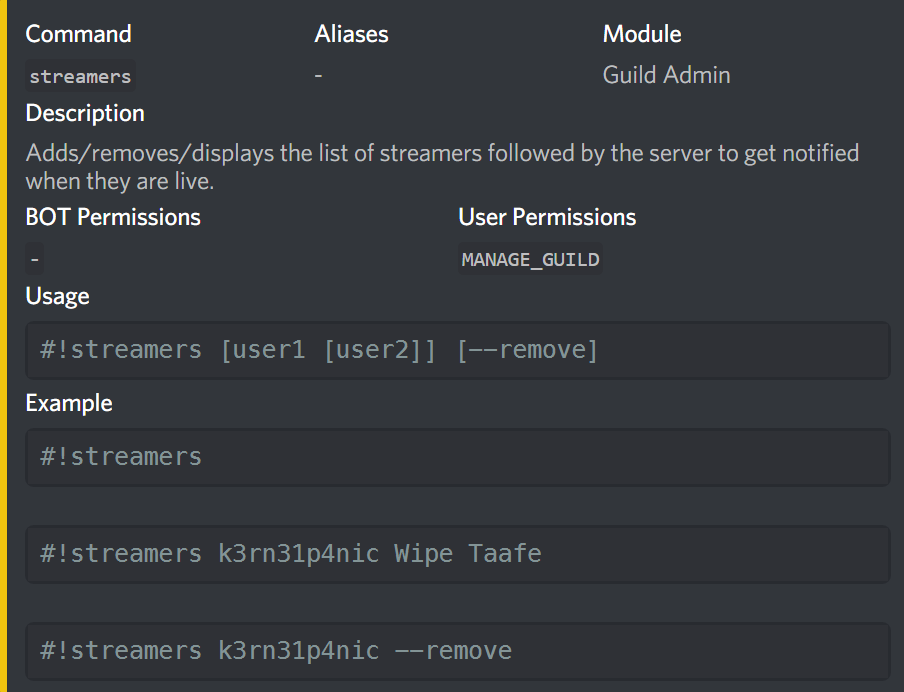 Command Aliases Module
streamers - Guild Admin
Description
Adds/removes/displays the list of streamers followed by the server to get notified
when they are live.
BOT Permissions User Permissions
- MANAGE_GUILD
Usage
#!streamers [user1 [user2]] [--remove]
Example
#!streamers
#!streamers k3rn31p4nic Wipe Taafe
#!streamers k3rn31p4nic --remove